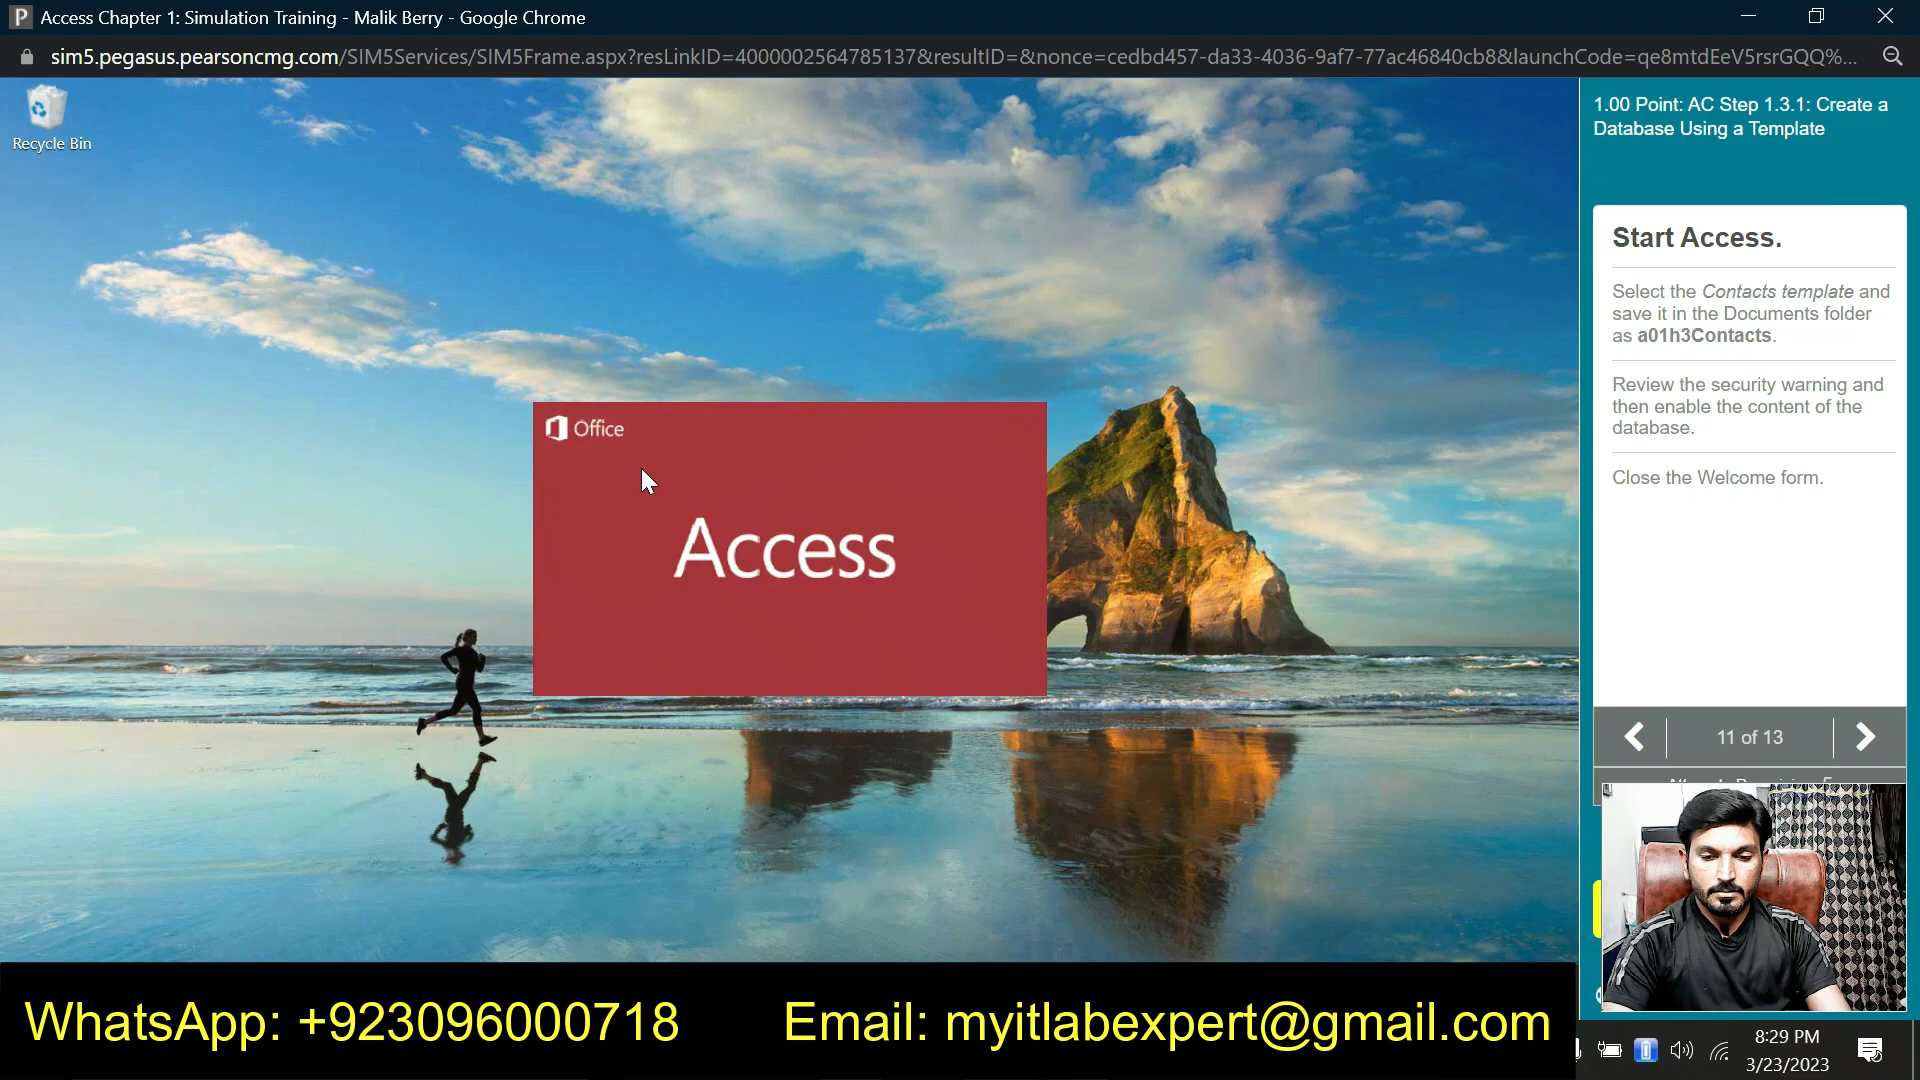 Access Chapter 1: Simulation Training - Malik Berry - Google Chrome
sim5.pegasus.pearsoncmg.com/SIM5Services/SIM5Frame.aspx?resLinkID=4000002564785137&resultID=&nonce=cedbd457-da33-4036-9af7-77ac46840cb8&launchCode=qe8mtdEeV5rsrGQQ%...
Recycle Bin
1.00 Point: AC Step 1.3.1: Create a
Database Using a Template
Start Access.
Select the Contacts template and
save it in the Documents folder
as a01h3Contacts.
Review the security warning and
then enable the content of the
database.
Close the Welcome form.
Office
Access
11 of 13
WhatsApp: +923096000718
Email: myitlabexpert@gmail.com
8:29 PM
3/23/2023